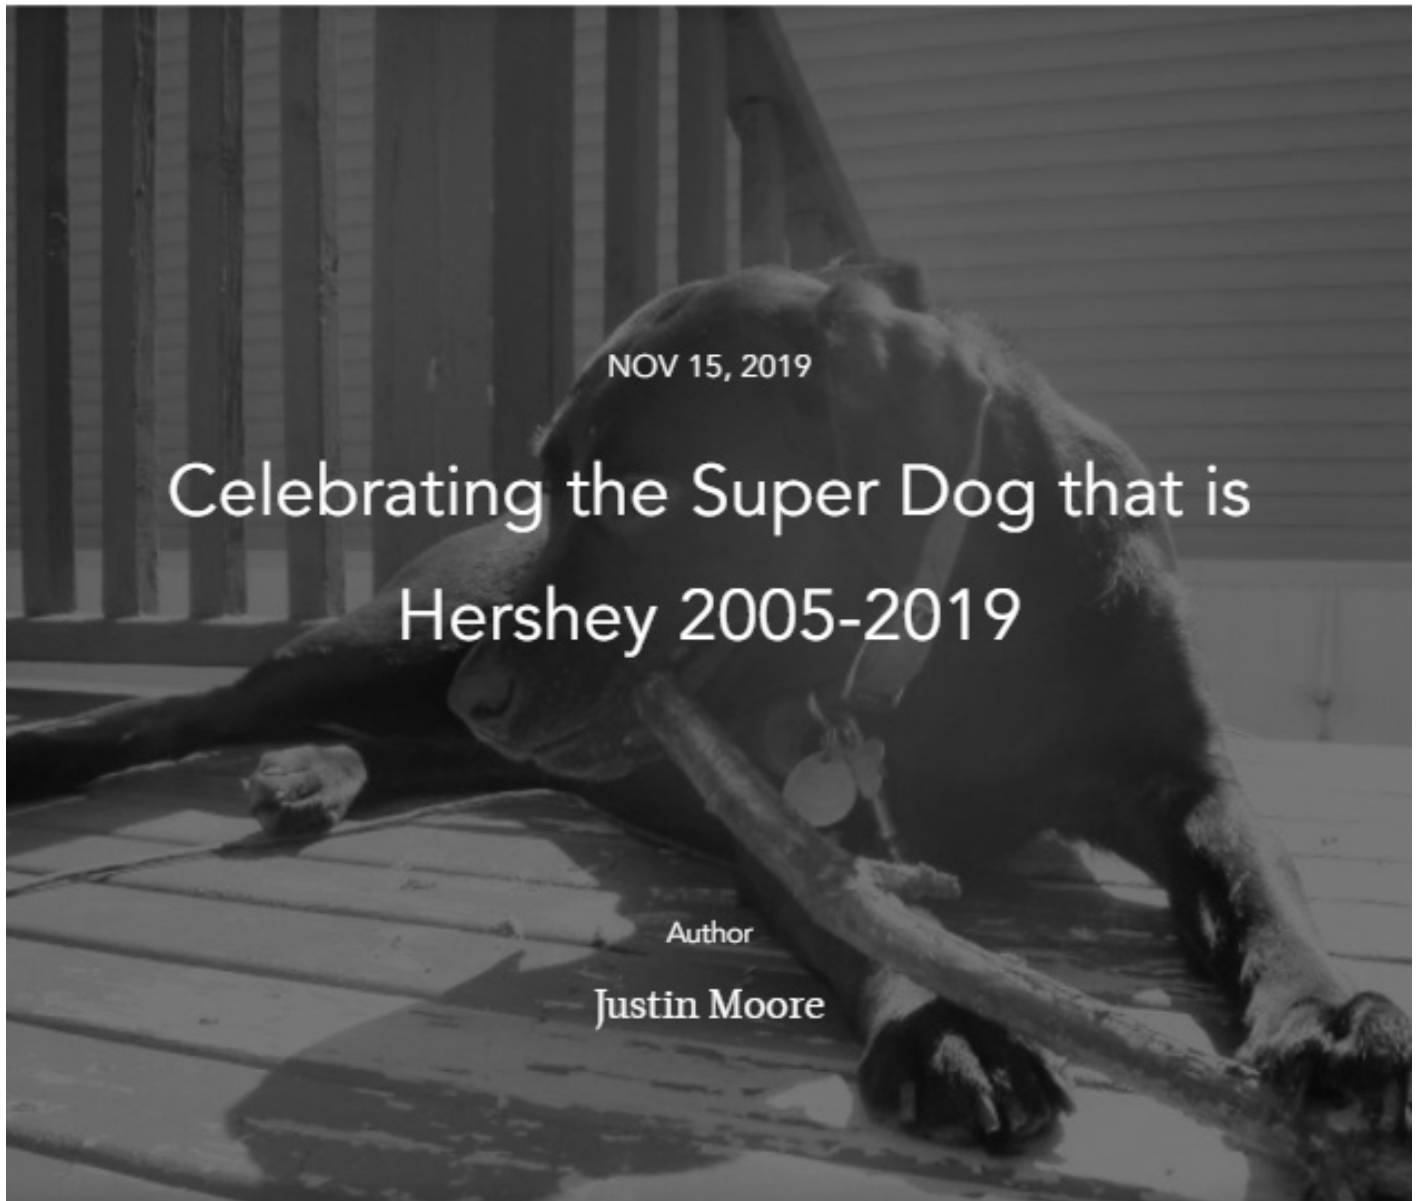 NOV 15, 2019
Celebrating the Super Dog that is
Hershey 2005-2019
Author
Justin Moore